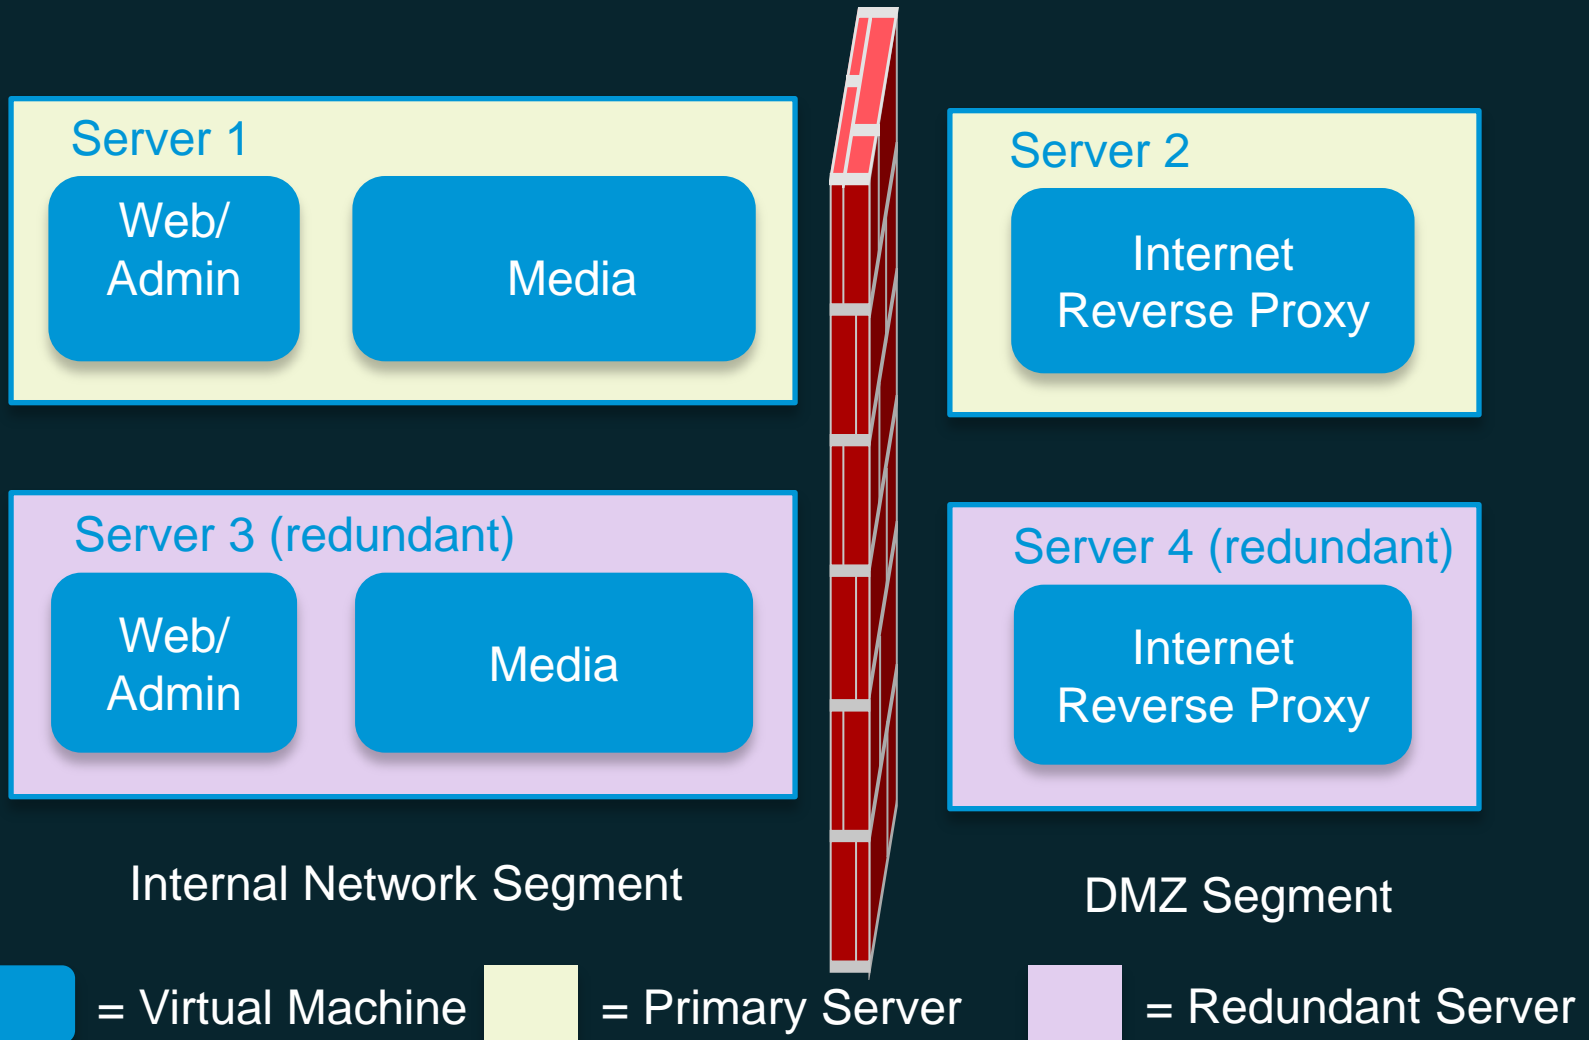 Server 1
Web/
Admin
Media
Server 2
Internet
Reverse Proxy
Server 3 (redundant)
Web/
Admin
Media
Server 4 (redundant)
Internet
Reverse Proxy
Internal Network Segment
DMZ Segment
= Virtual Machine
= Primary Server
= Redundant Server